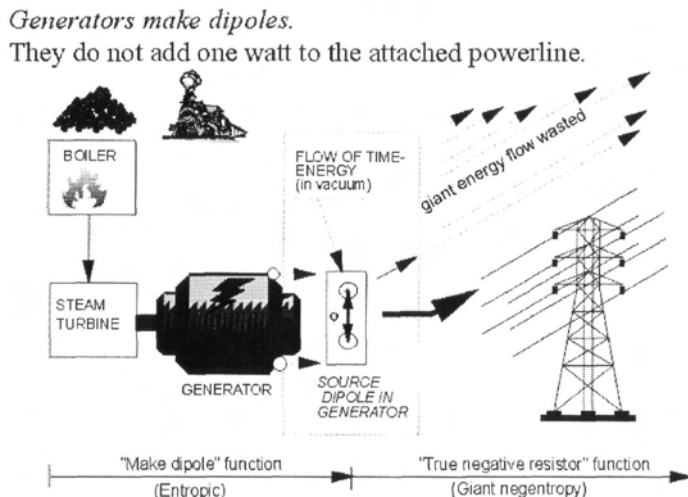 Generators make dipoles.
They do not add one watt to the attached powerline.
BOILER
FLOW OF TIME-
ENERGY
(in vacuum)
giant energy flow wasted
STEAM
TURBINE
GENERATOR
SOURCE
DIPOLE IN
GENERATOR
"Make dipole" function
(Entropic)
"True negative resistor" function
(Giant negentropy)